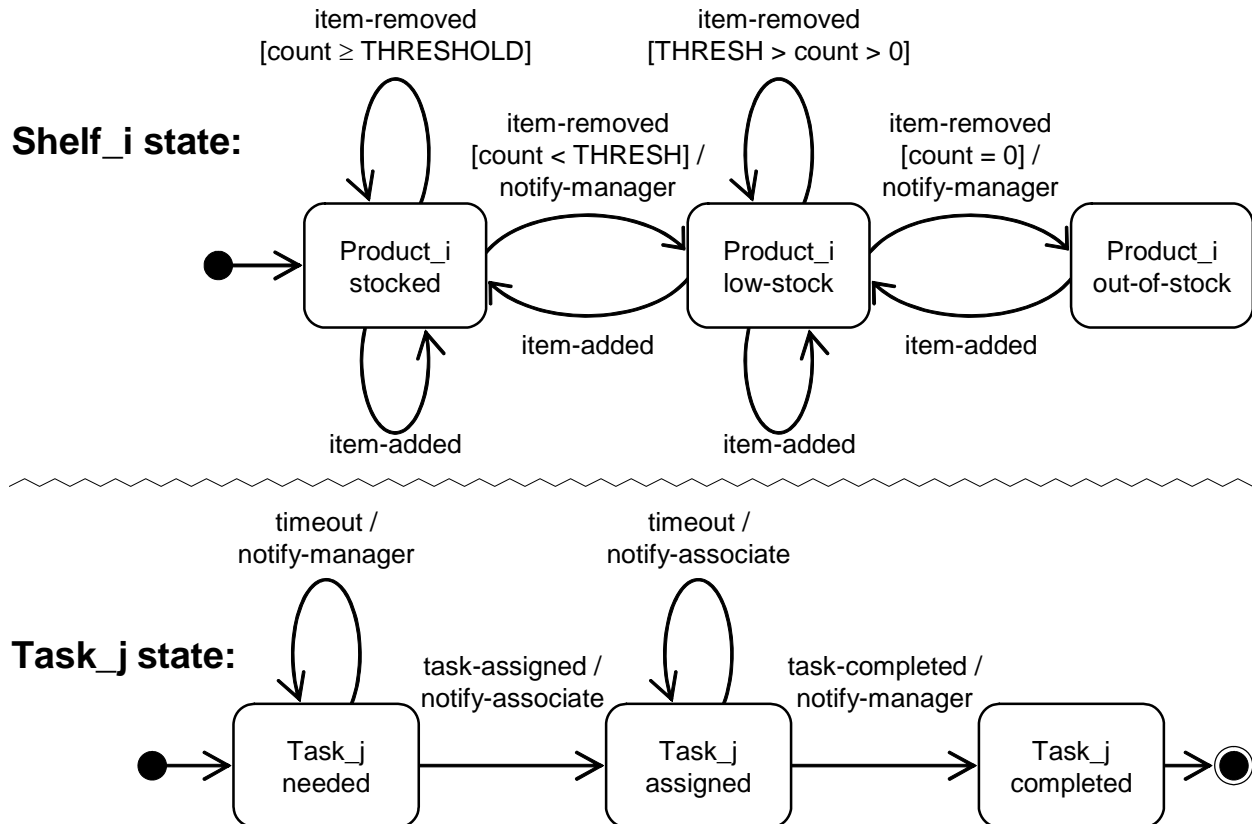 item-removed
[count ≥ THRESHOLD]
item-removed
[THRESH > count > 0]
Shelf_i state:
item-removed
[count < THRESH] /
notify-manager
item-removed
[count = 0] /
notify-manager
Product_i
stocked
Product_i
low-stock
Product_i
out-of-stock
item-added
item-added
item-added
item-added
timeout /
notify-manager
timeout /
notify-associate
Task_j state:
task-assigned /
notify-associate
task-completed /
notify-manager
Task_j
needed
Task_j
assigned
Task_j
completed